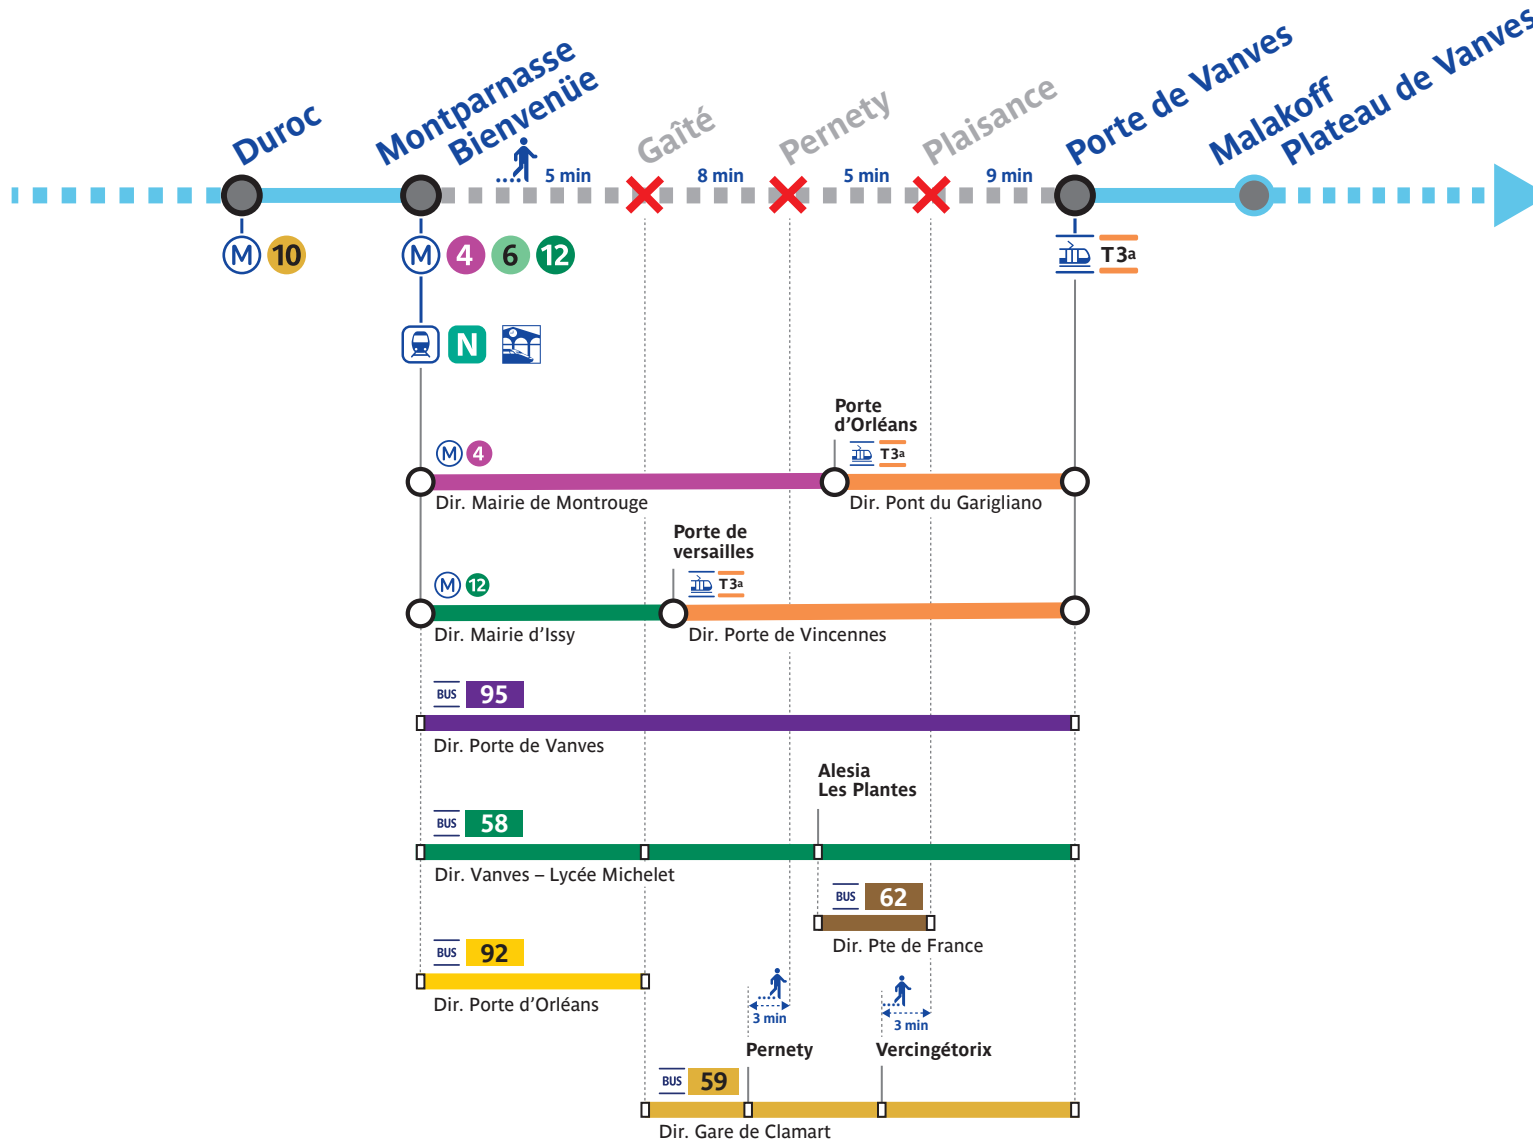 Duroc
Montparnasse
Bienvenüe
Gaîté
Pernety
Plaisance
Porte de Vanves
Malakoff
Plateau de Vanves
5 min
8 min
5 min
9 min
M 10
M 4 6 12
T3a
N
Porte
d'Orléans
M 4
T3a
Dir. Mairie de Montrouge
Dir. Pont du Garigliano
Porte de
versailles
M 12
T3a
Dir. Mairie d'Issy
Dir. Porte de Vincennes
BUS 95
Dir. Porte de Vanves
Alesia
Les Plantes
BUS 58
Dir. Vanves – Lycée Michelet
BUS 62
Dir. Pte de France
BUS 92
Dir. Porte d'Orléans
3 min
3 min
Pernety
Vercingétorix
BUS 59
Dir. Gare de Clamart